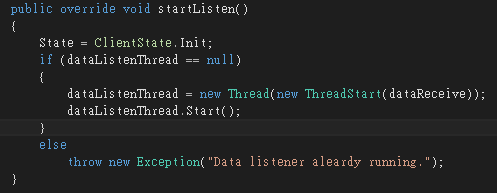 public override void startListen()
{
    State = ClientState.Init;
    if (dataListenThread == null)
    {
        dataListenThread = new Thread(new ThreadStart(dataReceive));
        dataListenThread.Start();
    }
    else
        throw new Exception("Data listener aleardy running.");
}